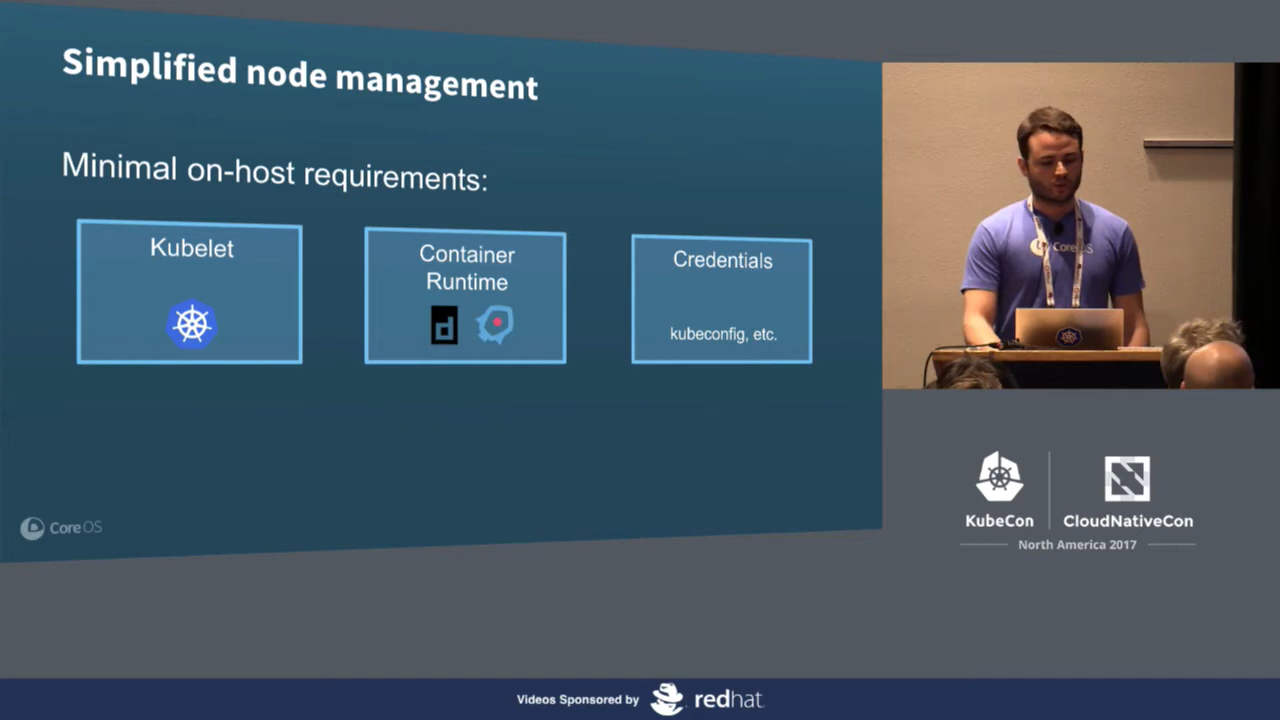 Simplified node management
Minimal on-host requirements:
Kubelet
Container
Runtime
Credentials
kubeconfig, etc.
CoreOS
CoreOS
KubeCon
CloudNativeCon
North America 2017
Videos Sponsored by
redhat.